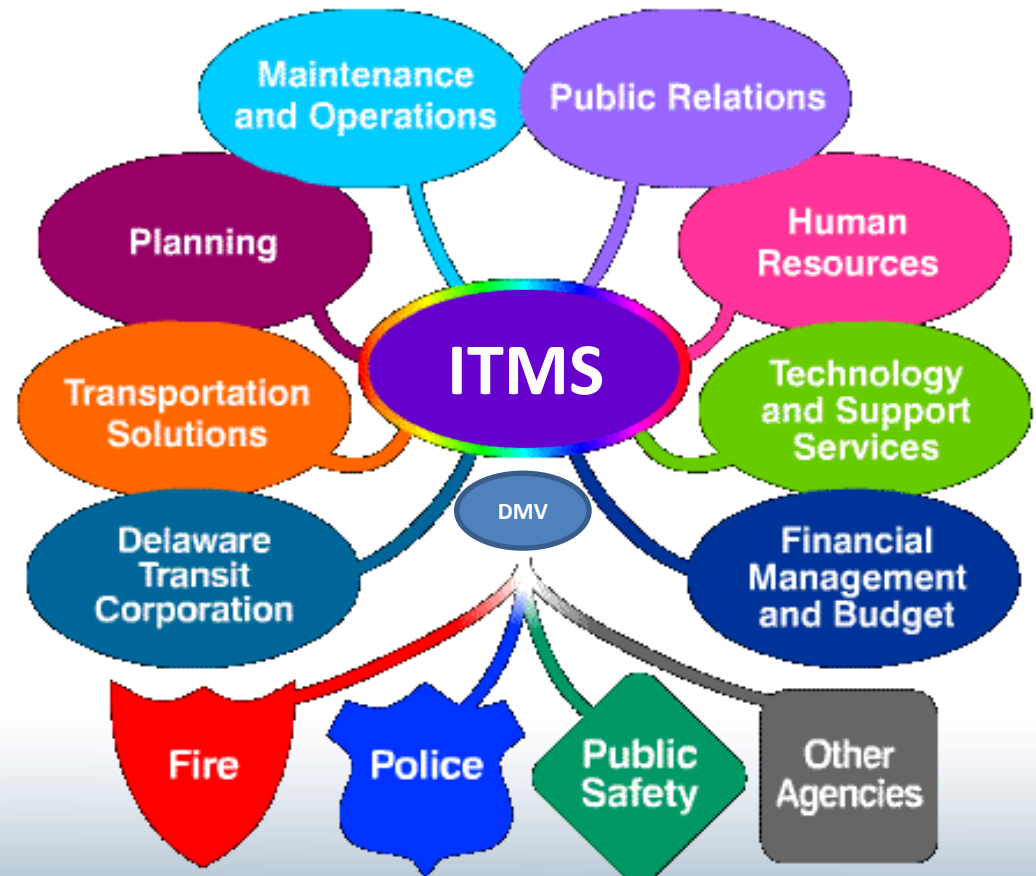 Maintenance
and Operations
Public Relations
Planning
Human
Resources
ITMS
Transportation
Solutions
Technology
and Support
Services
DMV
Delaware
Transit
Corporation
Financial
Management
and Budget
Fire
Police
Public
Safety
Other
Agencies